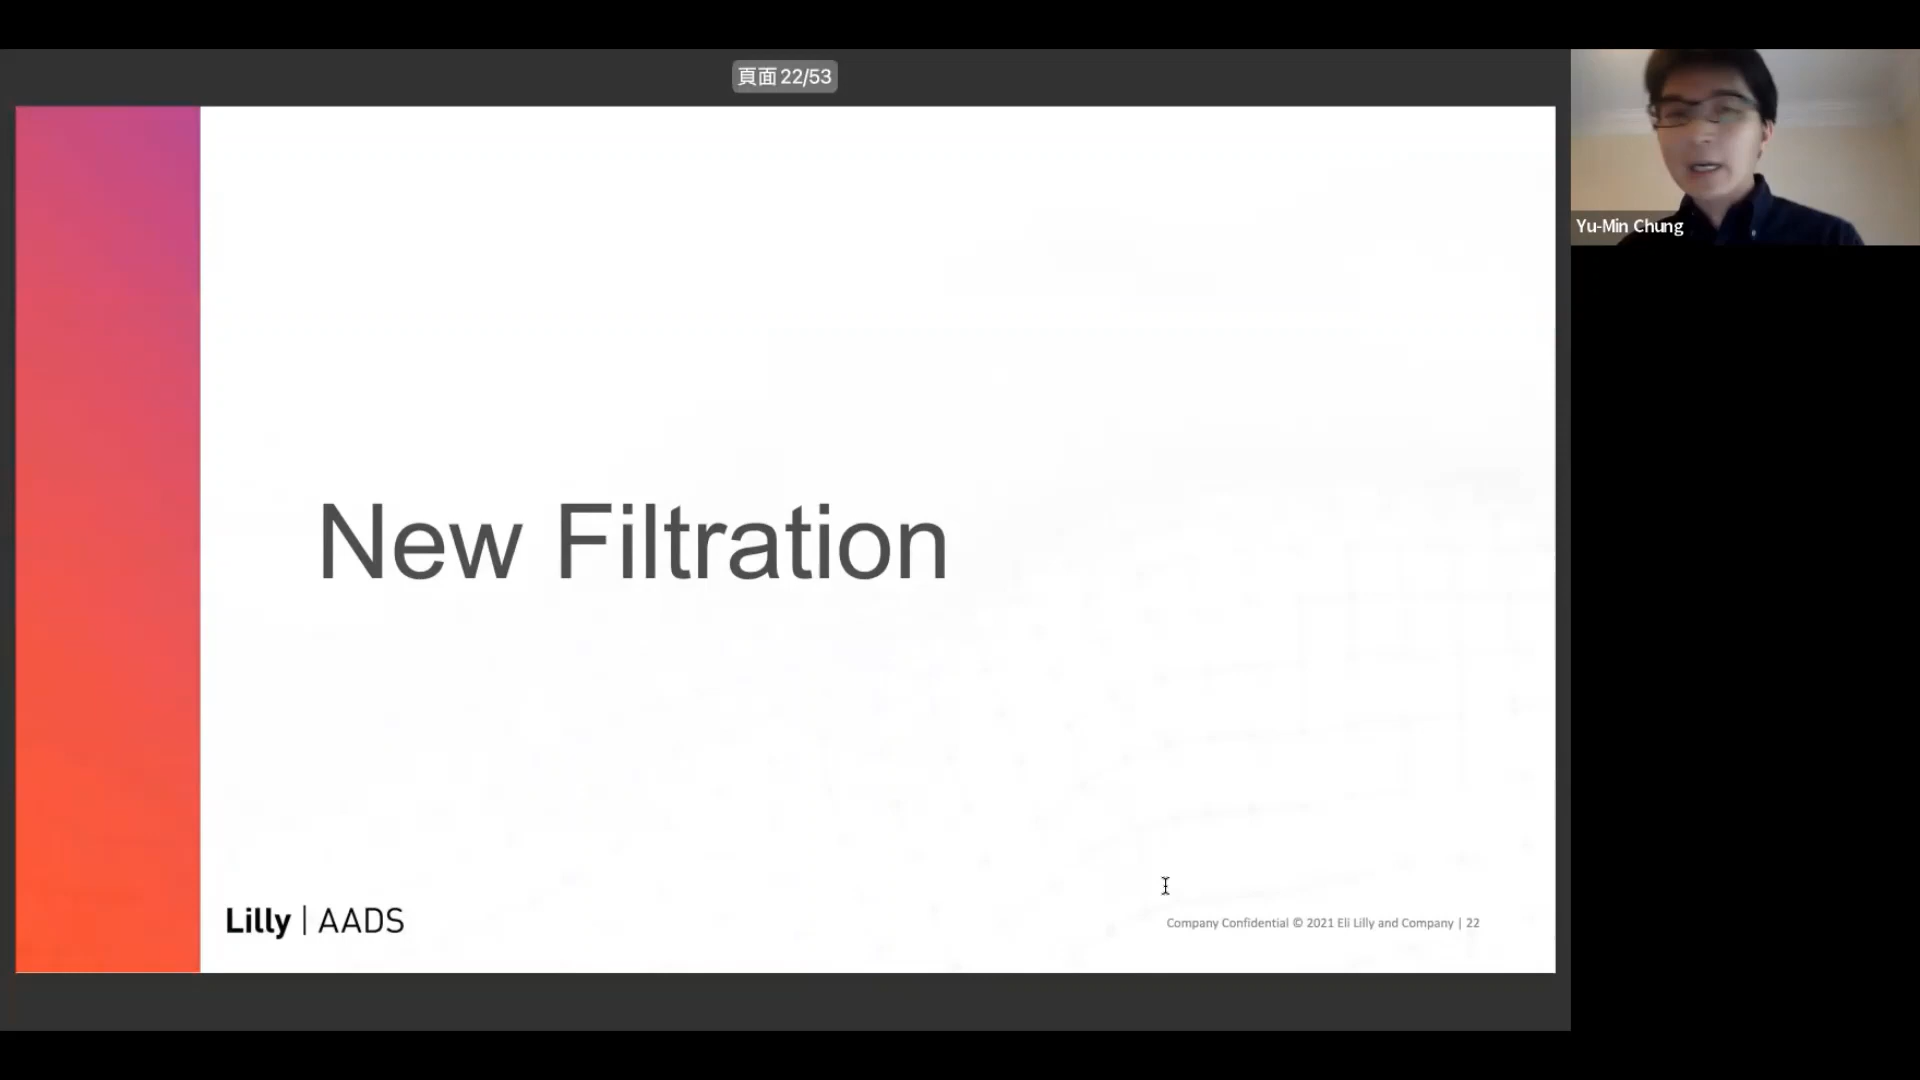 頁面 22/53
Yu-Min Chung
New Filtration
Lilly | AADS
Company Confidential © 2021 Eli Lilly and Company | 22